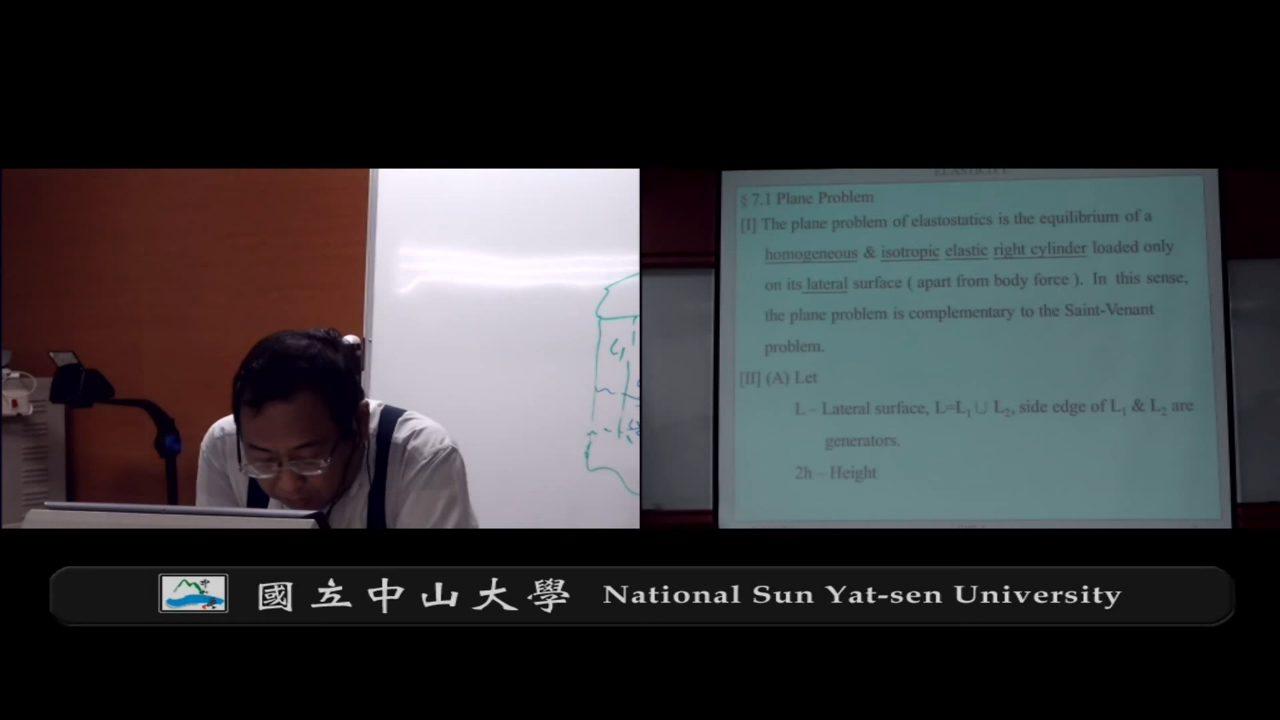 ELASTICITY
§ 7.1 Plane Problem
[I] The plane problem of elastostatics is the equilibrium of a
homogeneous & isotropic elastic right cylinder loaded only
on its lateral surface ( apart from body force ). In this sense,
the plane problem is complementary to the Saint-Venant
problem.
[II] (A) Let
L – Lateral surface, L=L₁ ∪ L₂, side edge of L₁ & L₂ are
generators.
2h – Height
國立中山大學 National Sun Yat-sen University